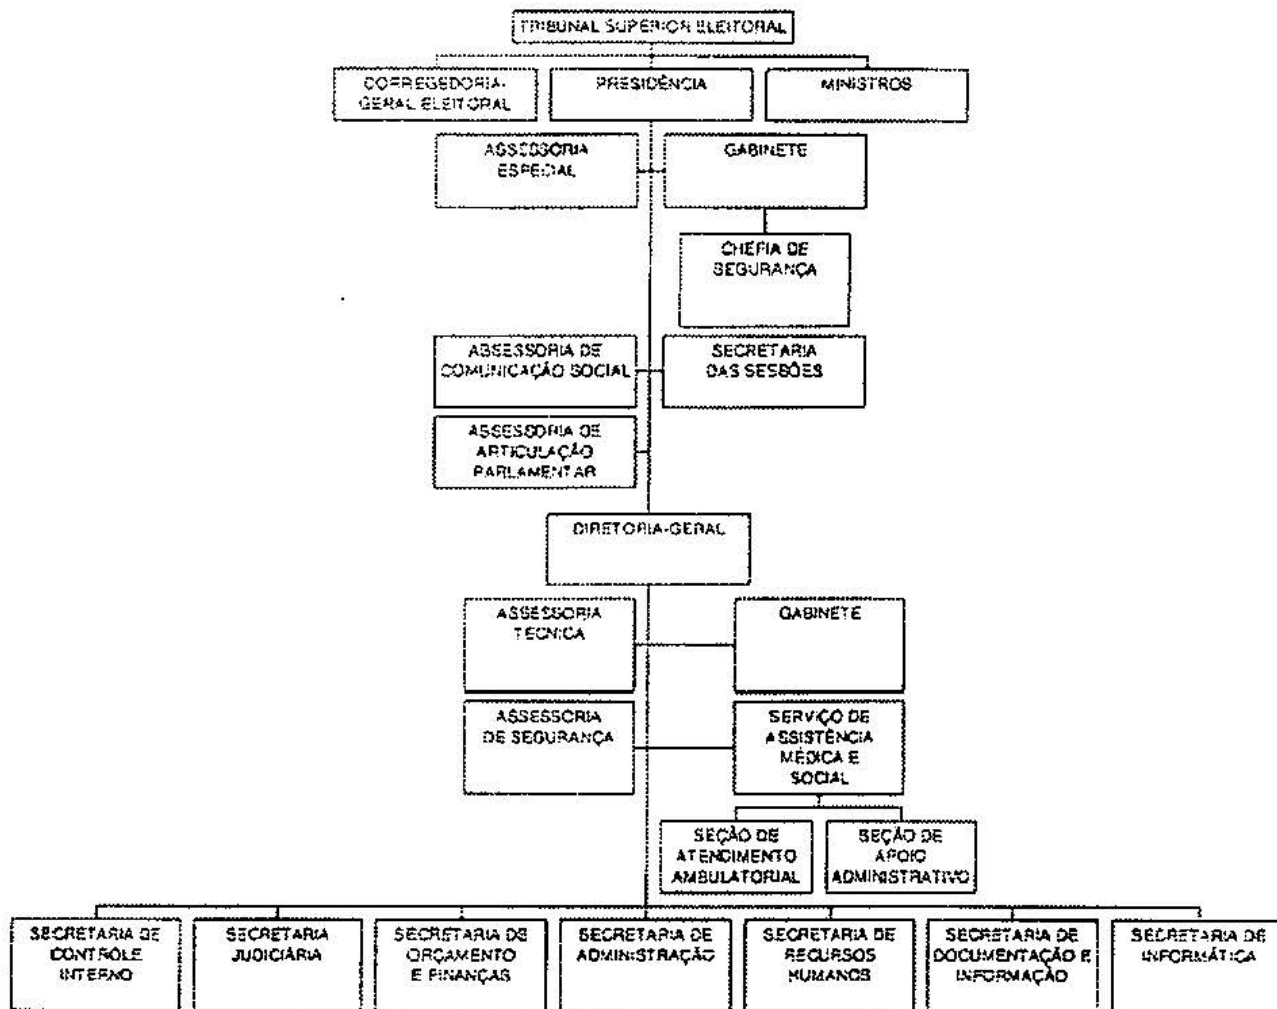 TRIBUNAL SUPERIOR ELEITORAL
CORREGEDORIA-
GERAL ELEITORAL
PRESIDÊNCIA
MINISTROS
ASSESSORIA
ESPECIAL
GABINETE
CHEFIA DE
SEGURANÇA
ASSESSORIA DE
COMUNICAÇÃO SOCIAL
SECRETARIA
DAS SESSÕES
ASSESSORIA DE
ARTICULAÇÃO
PARLAMENTAR
DIRETORIA-GERAL
ASSESSORIA
TÉCNICA
GABINETE
ASSESSORIA
DE SEGURANÇA
SERVIÇO DE
ASSISTÊNCIA
MÉDICA E
SOCIAL
SEÇÃO DE
ATENDIMENTO
AMBULATORIAL
SEÇÃO DE
APOIO
ADMINISTRATIVO
SECRETARIA DE
CONTRÔLE
INTERNO
SECRETARIA
JUDICIÁRIA
SECRETARIA DE
ORÇAMENTO
E FINANÇAS
SECRETARIA DE
ADMINISTRAÇÃO
SECRETARIA DE
RECURSOS
HUMANOS
SECRETARIA DE
DOCUMENTAÇÃO E
INFORMAÇÃO
SECRETARIA DE
INFORMÁTICA